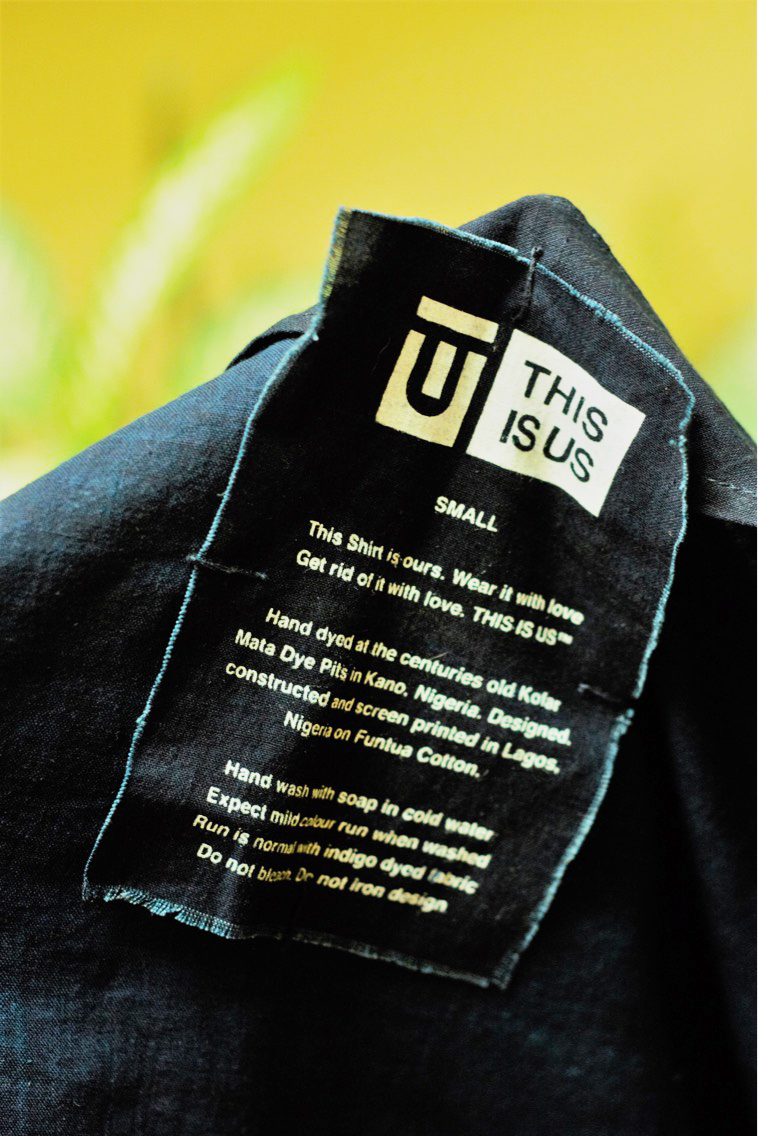 Ū THIS
IS US
SMALL
This Shirt is ours. Wear it with love
Get rid of it with love. THIS IS US™
Hand dyed at the centuries old Kofar
Mata Dye Pits in Kano, Nigeria. Designed,
constructed and screen printed in Lagos,
Nigeria on Funtua Cotton.
Hand wash with soap in cold water
Expect mild colour run when washed
Run is normal with indigo dyed fabric
Do not bleach. Do not iron design